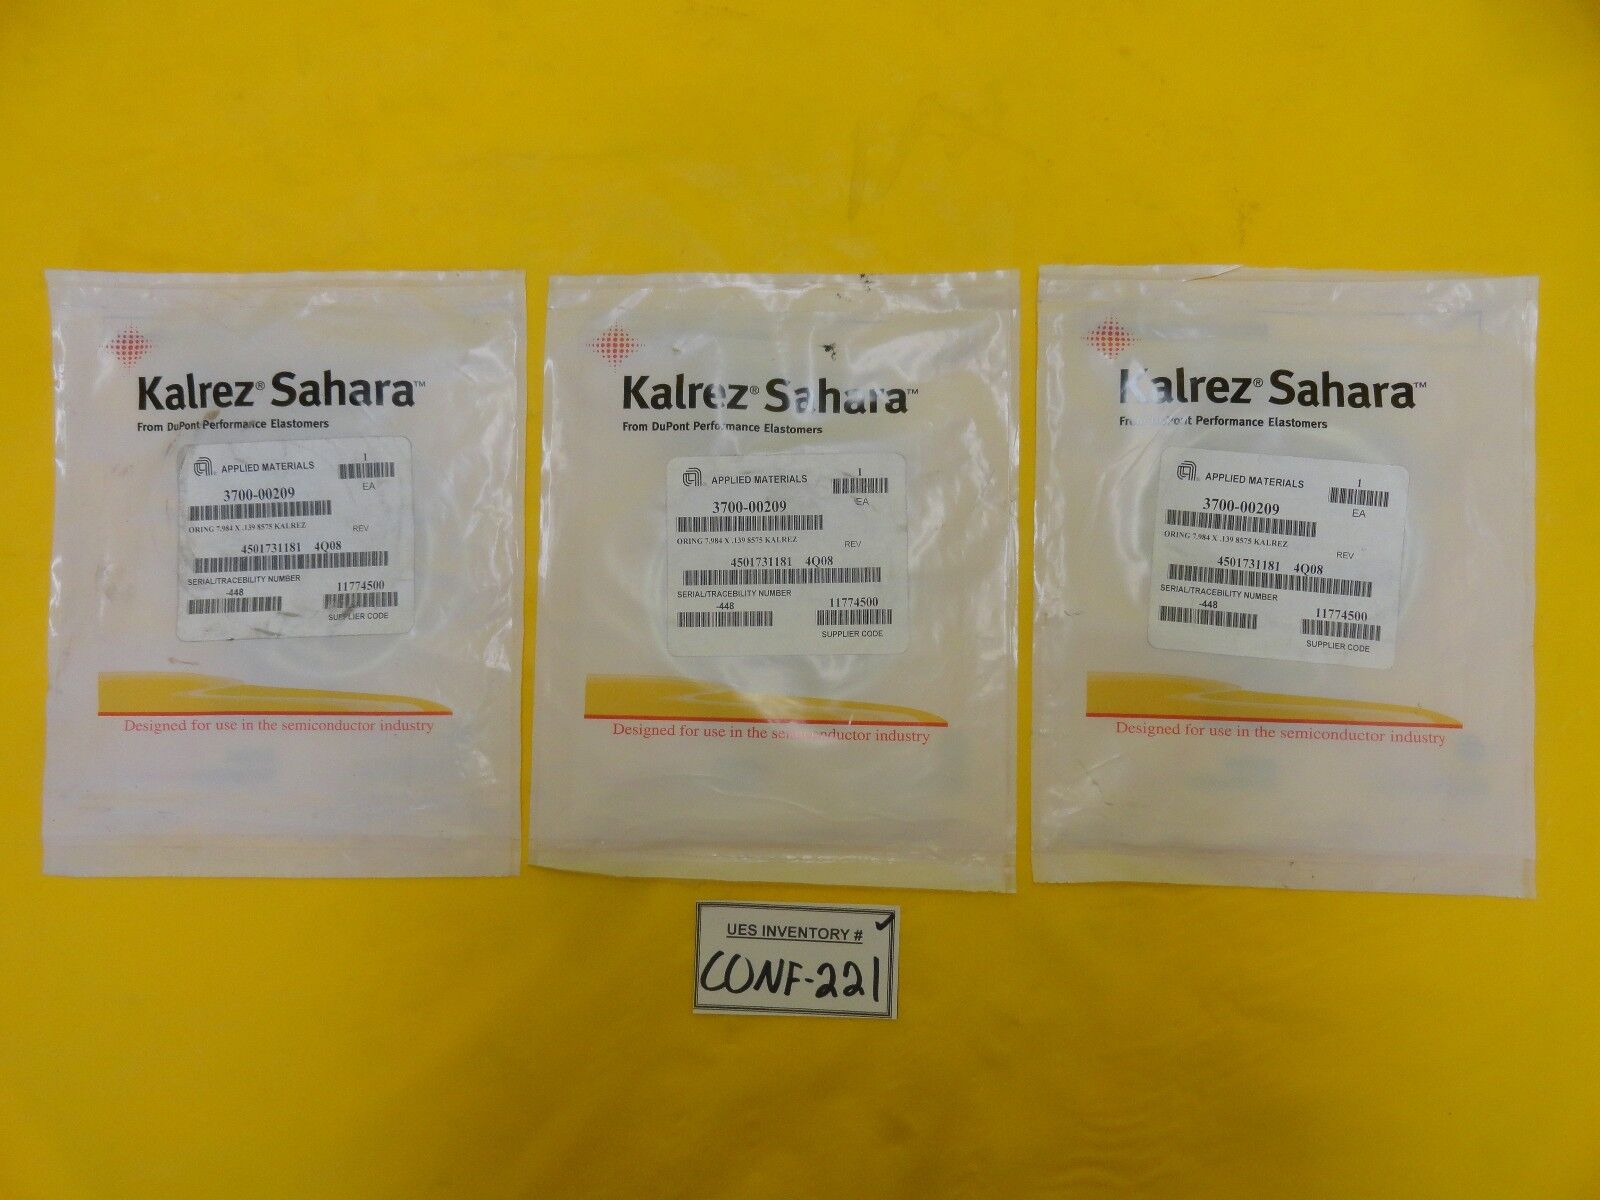 Kalrez® Sahara™
From DuPont Performance Elastomers
APPLIED MATERIALS
1
EA
3700-00209
ORING 7.984 X .139 8575 KALREZ
REV
4501731181 4Q08
SERIAL/TRACEBILITY NUMBER
-448
11774500
SUPPLIER CODE
Designed for use in the semiconductor industry
Kalrez® Sahara™
From DuPont Performance Elastomers
APPLIED MATERIALS
1
EA
3700-00209
ORING 7.984 X .139 8575 KALREZ
REV
4501731181 4Q08
SERIAL/TRACEBILITY NUMBER
-448
11774500
SUPPLIER CODE
Designed for use in the semiconductor industry
Kalrez® Sahara™
From DuPont Performance Elastomers
APPLIED MATERIALS
1
EA
3700-00209
ORING 7.984 X .139 8575 KALREZ
REV
4501731181 4Q08
SERIAL/TRACEBILITY NUMBER
-448
11774500
SUPPLIER CODE
Designed for use in the semiconductor industry
UES INVENTORY #
CONF-221